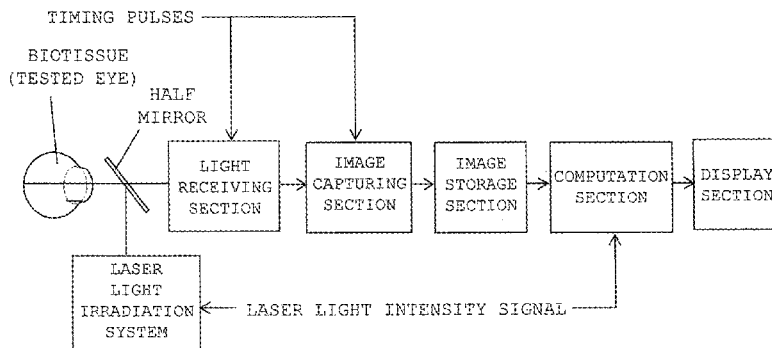 TIMING PULSES
BIOTISSUE
(TESTED EYE)
HALF
MIRROR
LIGHT
RECEIVING
SECTION
IMAGE
CAPTURING
SECTION
IMAGE
STORAGE
SECTION
COMPUTATION
SECTION
DISPLAY
SECTION
LASER
LIGHT
IRRADIATION
SYSTEM
LASER LIGHT INTENSITY SIGNAL